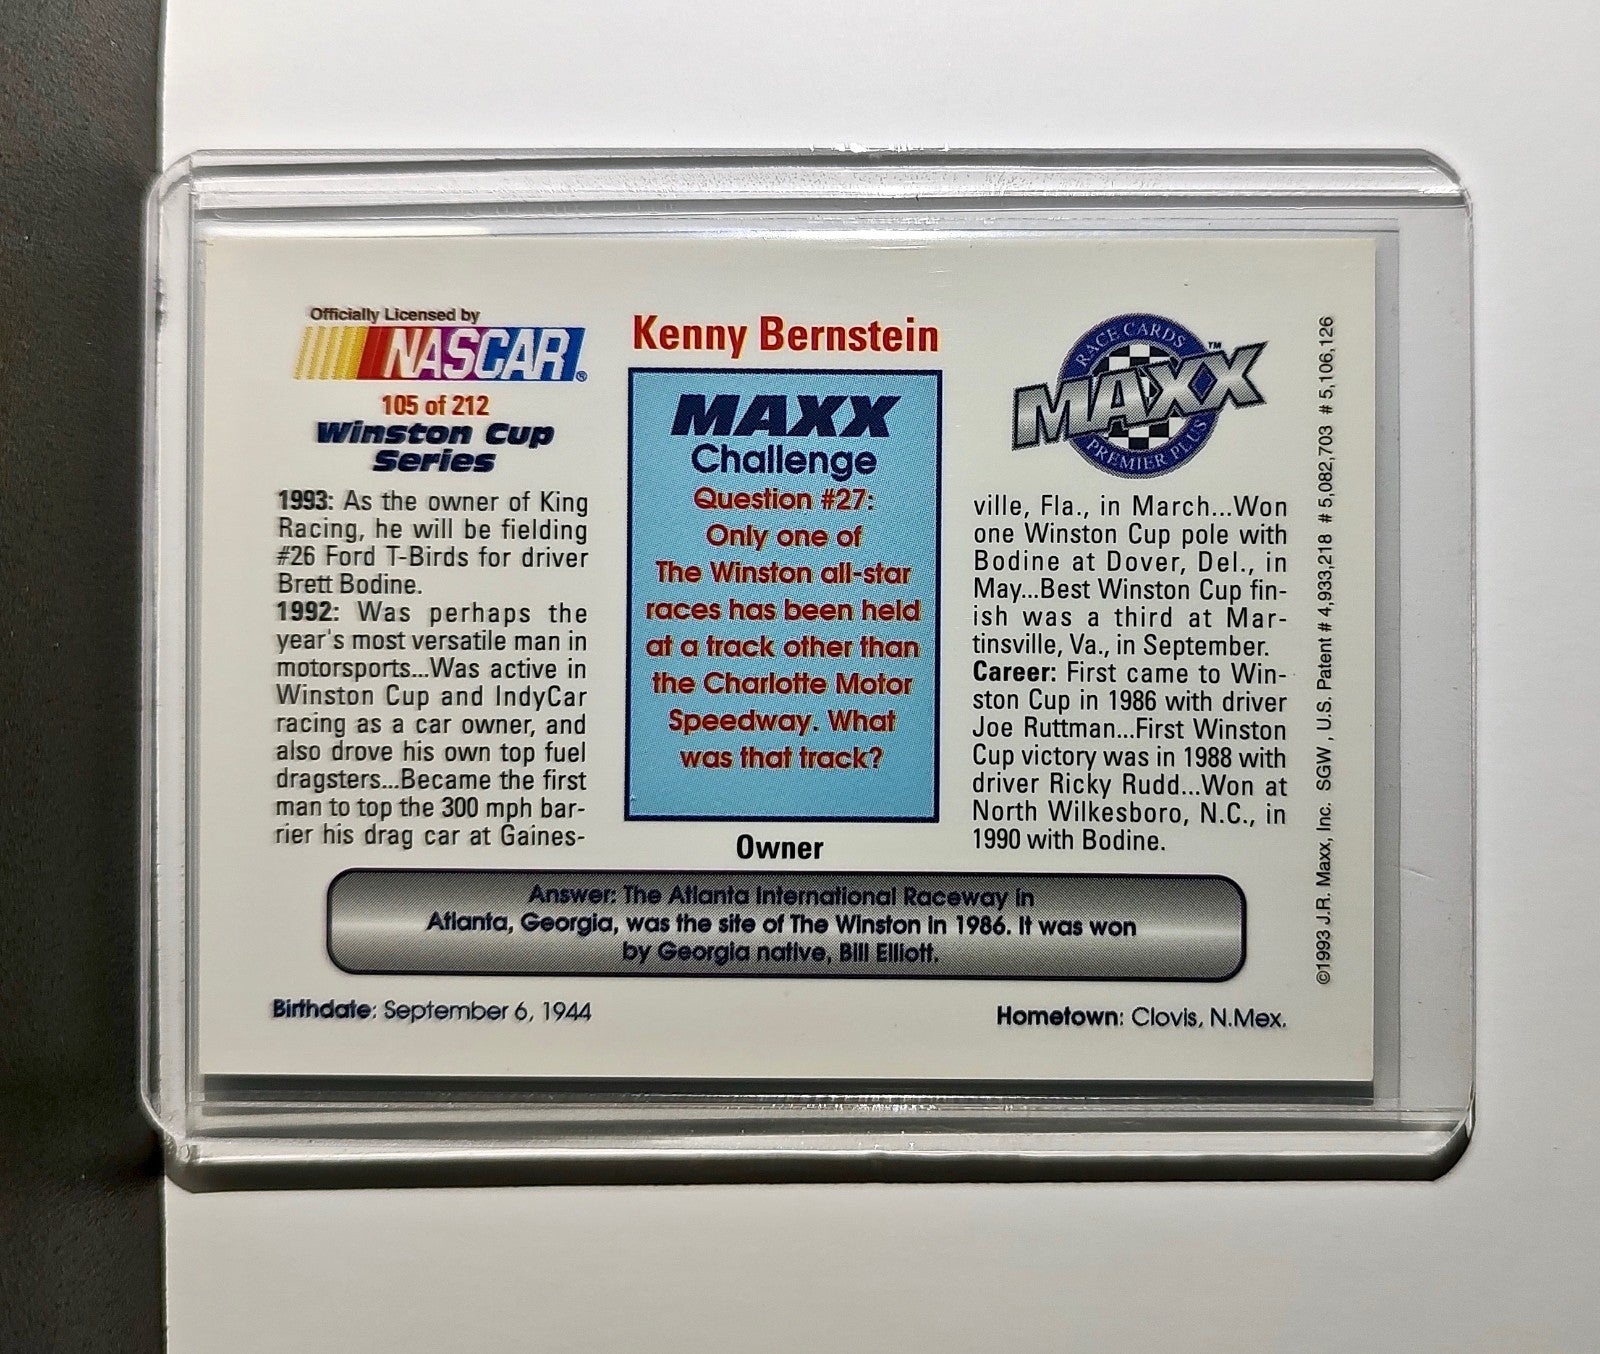 Officially Licensed by
NASCAR®
105 of 212
Winston Cup
Series
1993: As the owner of King
Racing, he will be fielding
#26 Ford T-Birds for driver
Brett Bodine.
1992: Was perhaps the
year's most versatile man in
motorsports...Was active in
Winston Cup and IndyCar
racing as a car owner, and
also drove his own top fuel
dragsters...Became the first
man to top the 300 mph bar-
rier his drag car at Gaines-
Kenny Bernstein
MAXX
Challenge
Question #27:
Only one of
The Winston all-star
races has been held
at a track other than
the Charlotte Motor
Speedway. What
was that track?
Owner
RACE CARDS
MAXX™
PREMIER PLUS
ville, Fla., in March...Won
one Winston Cup pole with
Bodine at Dover, Del., in
May...Best Winston Cup fin-
ish was a third at Mar-
tinsville, Va., in September.
Career: First came to Win-
ston Cup in 1986 with driver
Joe Ruttman...First Winston
Cup victory was in 1988 with
driver Ricky Rudd...Won at
North Wilkesboro, N.C., in
1990 with Bodine.
Answer: The Atlanta International Raceway in
Atlanta, Georgia, was the site of The Winston in 1986. It was won
by Georgia native, Bill Elliott.
Birthdate: September 6, 1944
Hometown: Clovis, N.Mex.
©1993 J.R. Maxx, Inc. SGW, U.S. Patent # 4,933,218 # 5,082,703 # 5,106,126